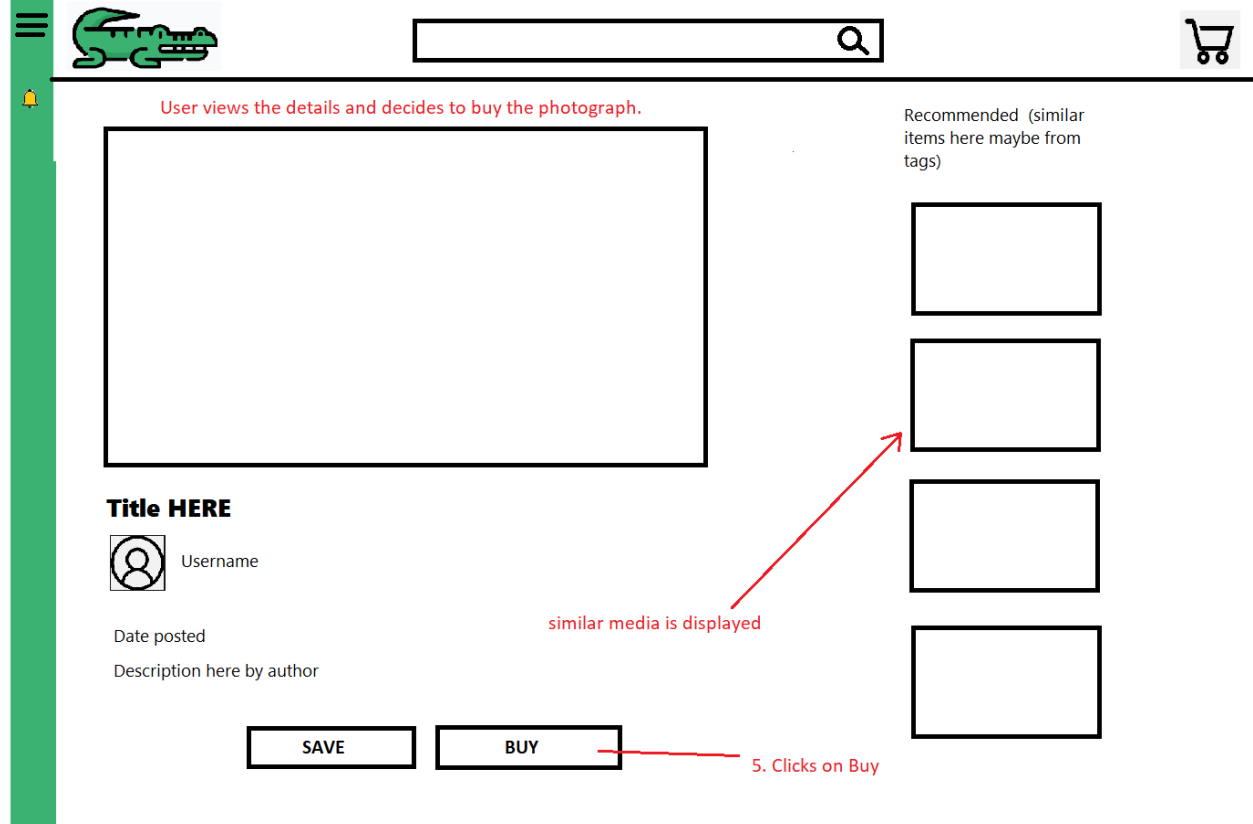 User views the details and decides to buy the photograph.
Recommended (similar
items here maybe from
tags)
Title HERE
Username
similar media is displayed
Date posted
Description here by author
SAVE
BUY
5. Clicks on Buy